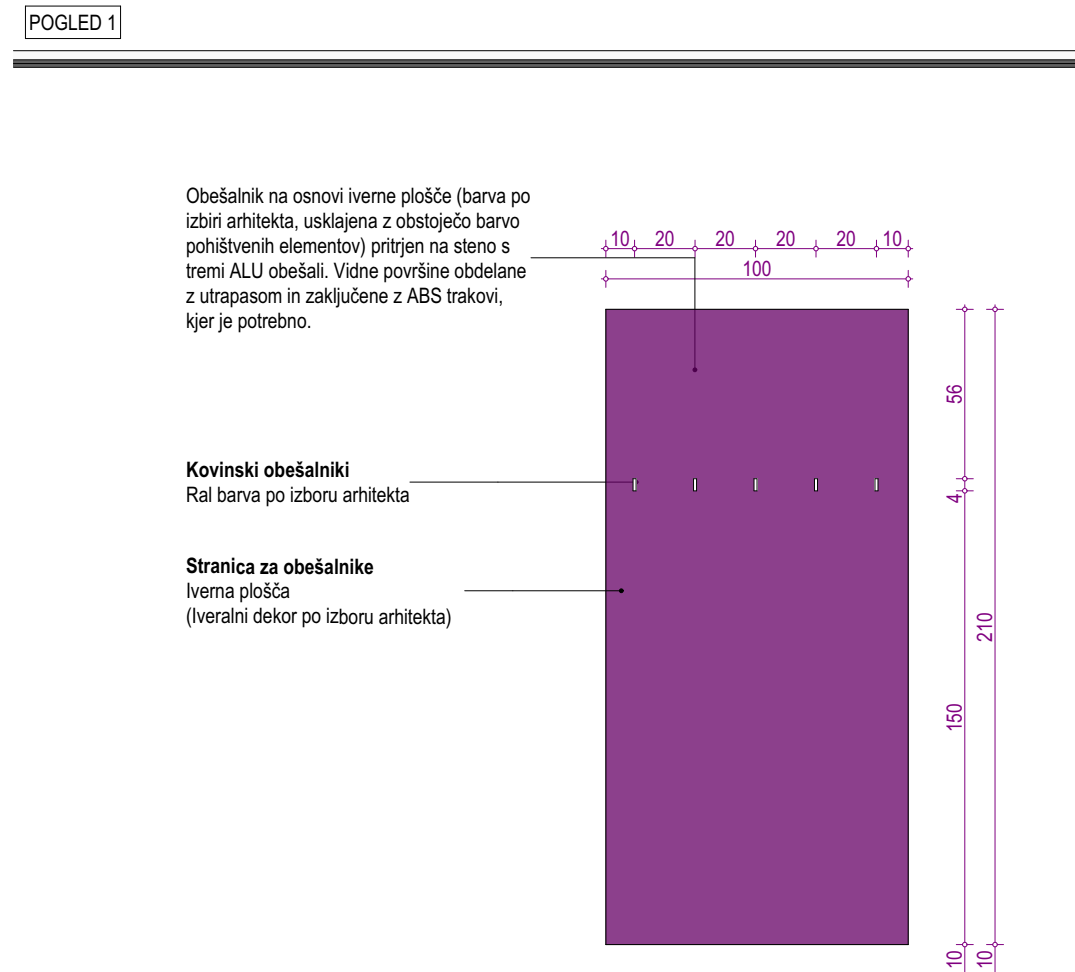 POGLED 1
Obešalnik na osnovi iverne plošče (barva po
izbiri arhitekta, usklajena z obstoječo barvo
pohištvenih elementov) pritrjen na steno s
tremi ALU obešali. Vidne površine obdelane
z utrapasom in zaključene z ABS trakovi,
kjer je potrebno.
10 20 20 20 20 10
100
56
Kovinski obešalniki
Ral barva po izboru arhitekta
4
Stranica za obešalnike
Iverna plošča
(Iveralni dekor po izboru arhitekta)
210
150
10 10